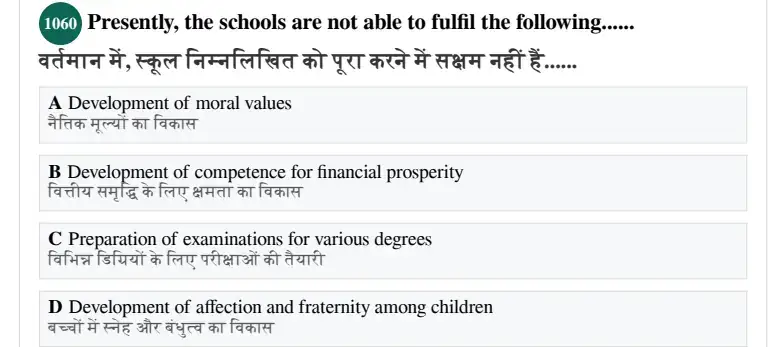 1060 Presently, the schools are not able to fulfil the following......
वर्तमान में, स्कूल निम्नलिखित को पूरा करने में सक्षम नहीं हैं......
A Development of moral values
नैतिक मूल्यों का विकास
B Development of competence for financial prosperity
वित्तीय समृद्धि के लिए क्षमता का विकास
C Preparation of examinations for various degrees
विभिन्न डिग्रियों के लिए परीक्षाओं की तैयारी
D Development of affection and fraternity among children
बच्चों में स्नेह और बंधुत्व का विकास